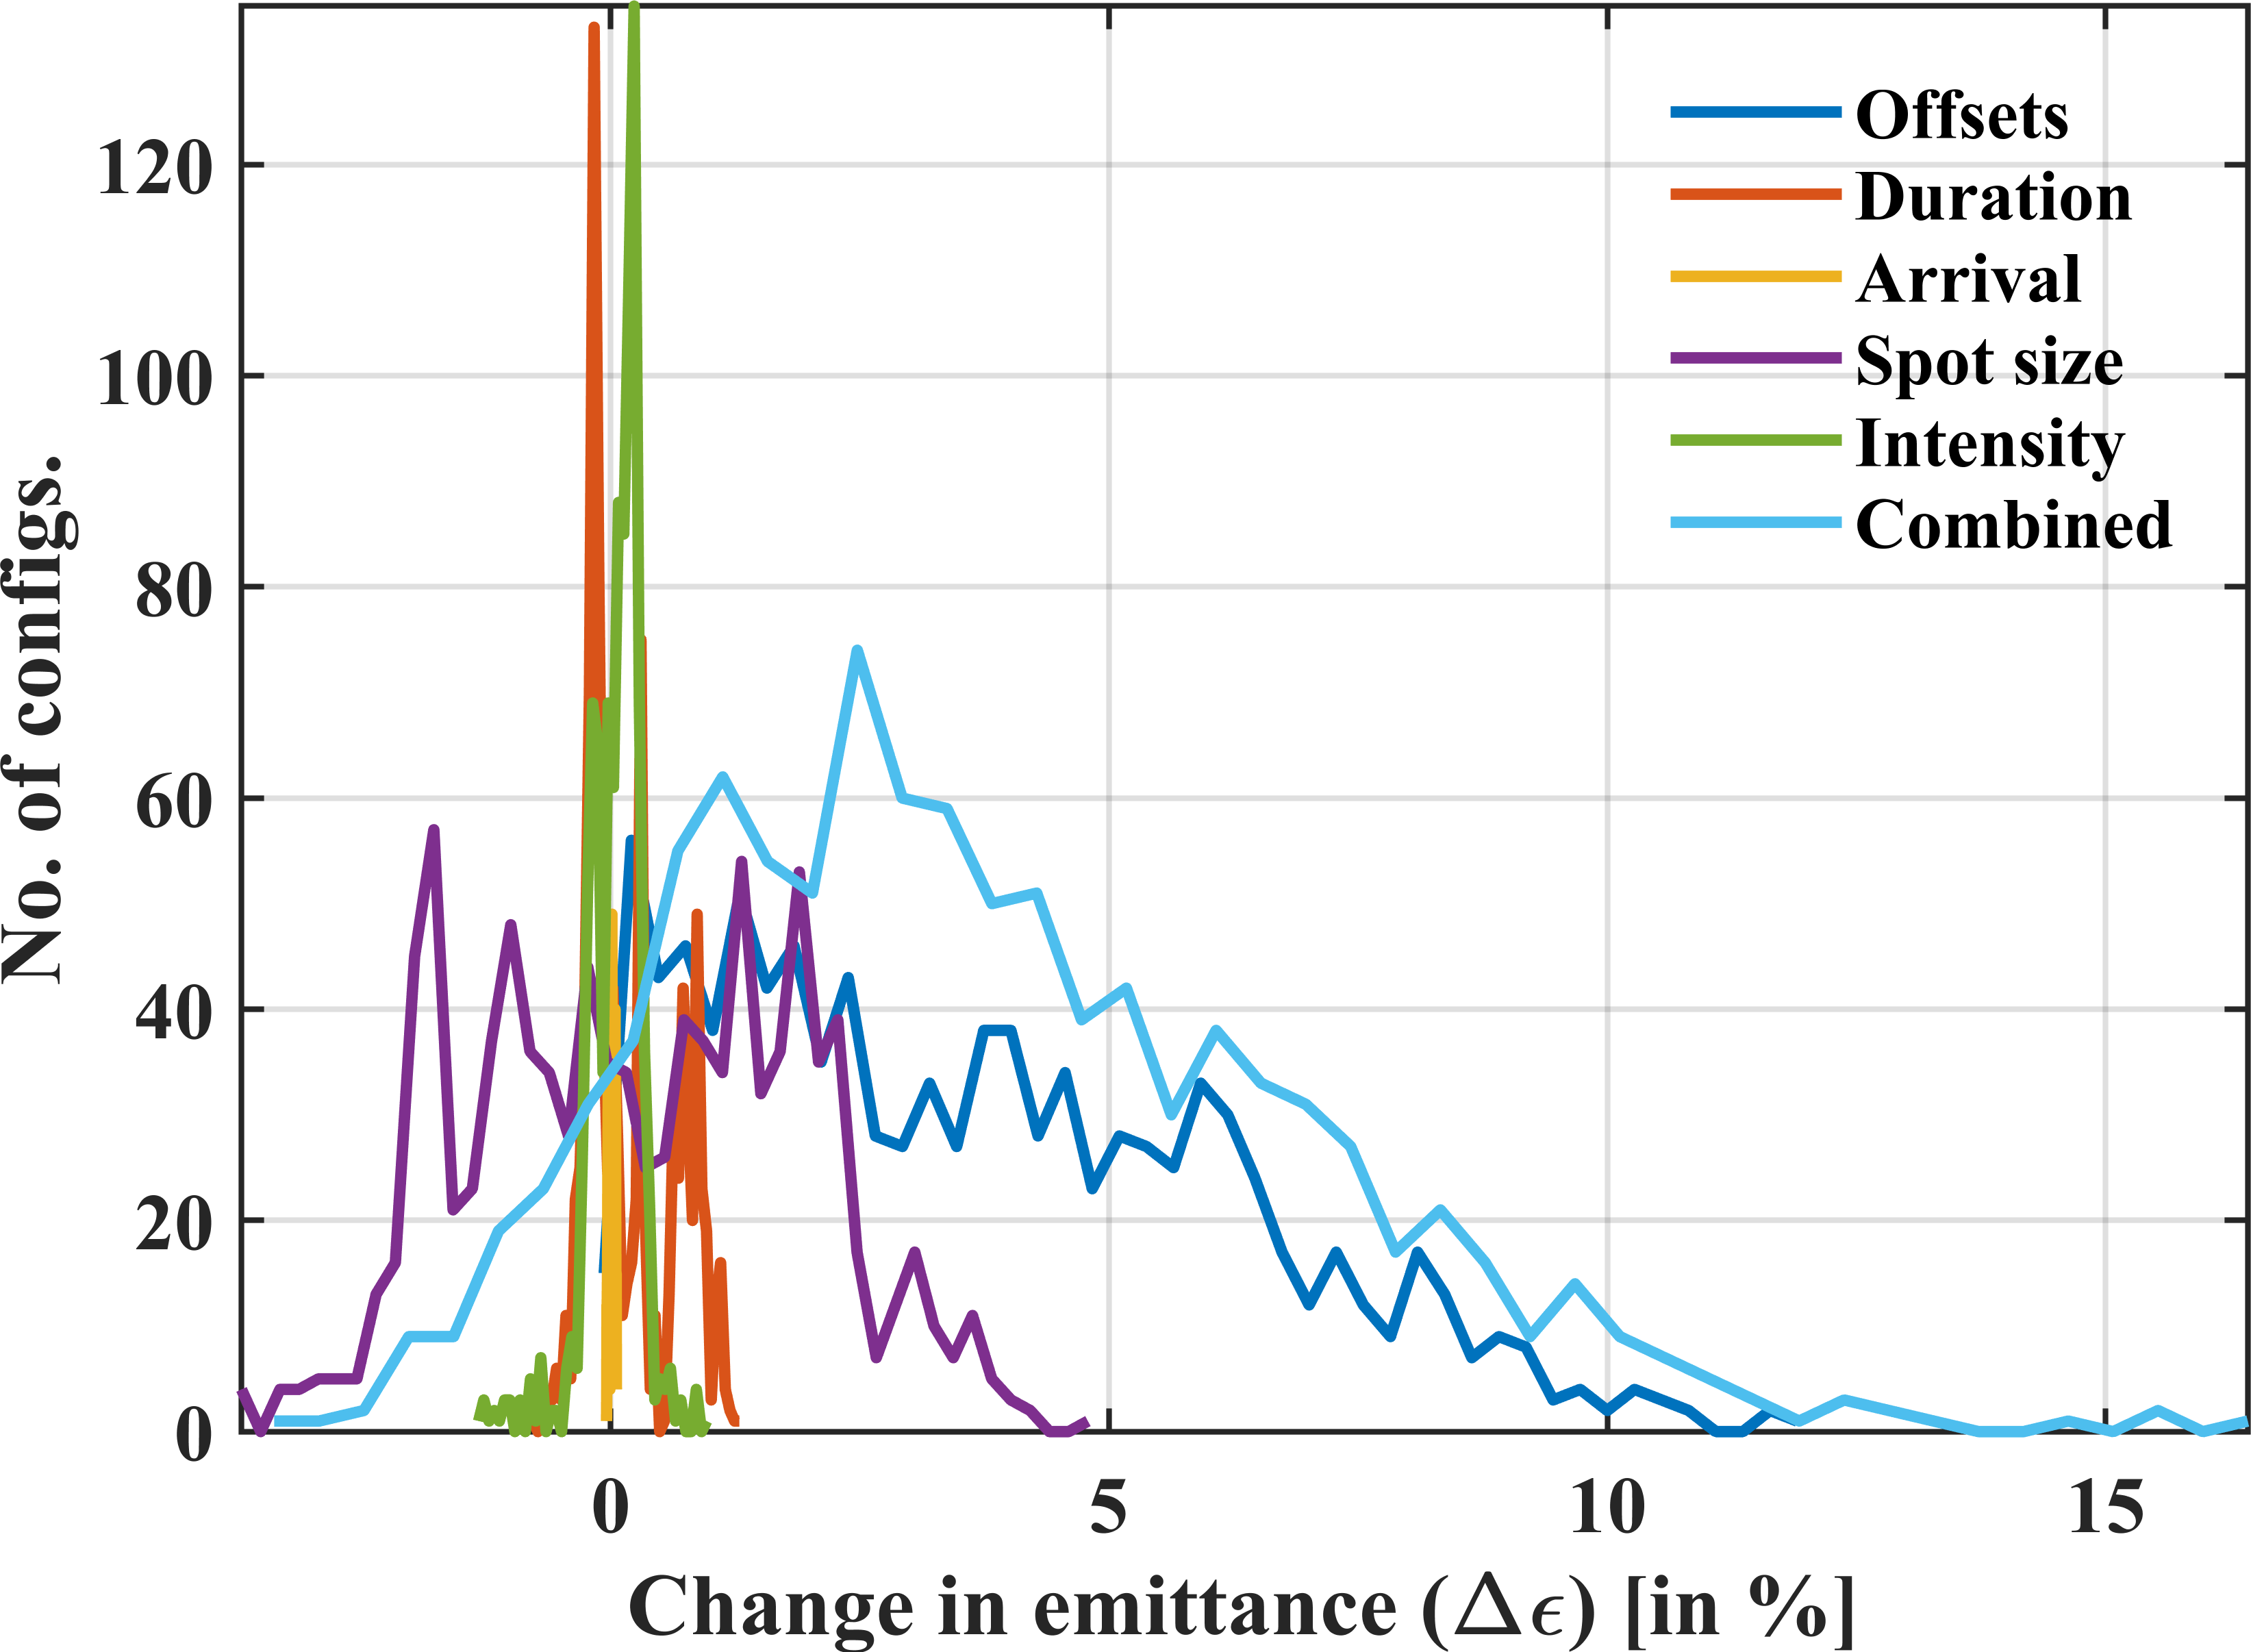 120
100
80
60
40
20
0
No. of configs.
Offsets
Duration
Arrival
Spot size
Intensity
Combined
0 5 10 15
Change in emittance (Δϵ) [in %]